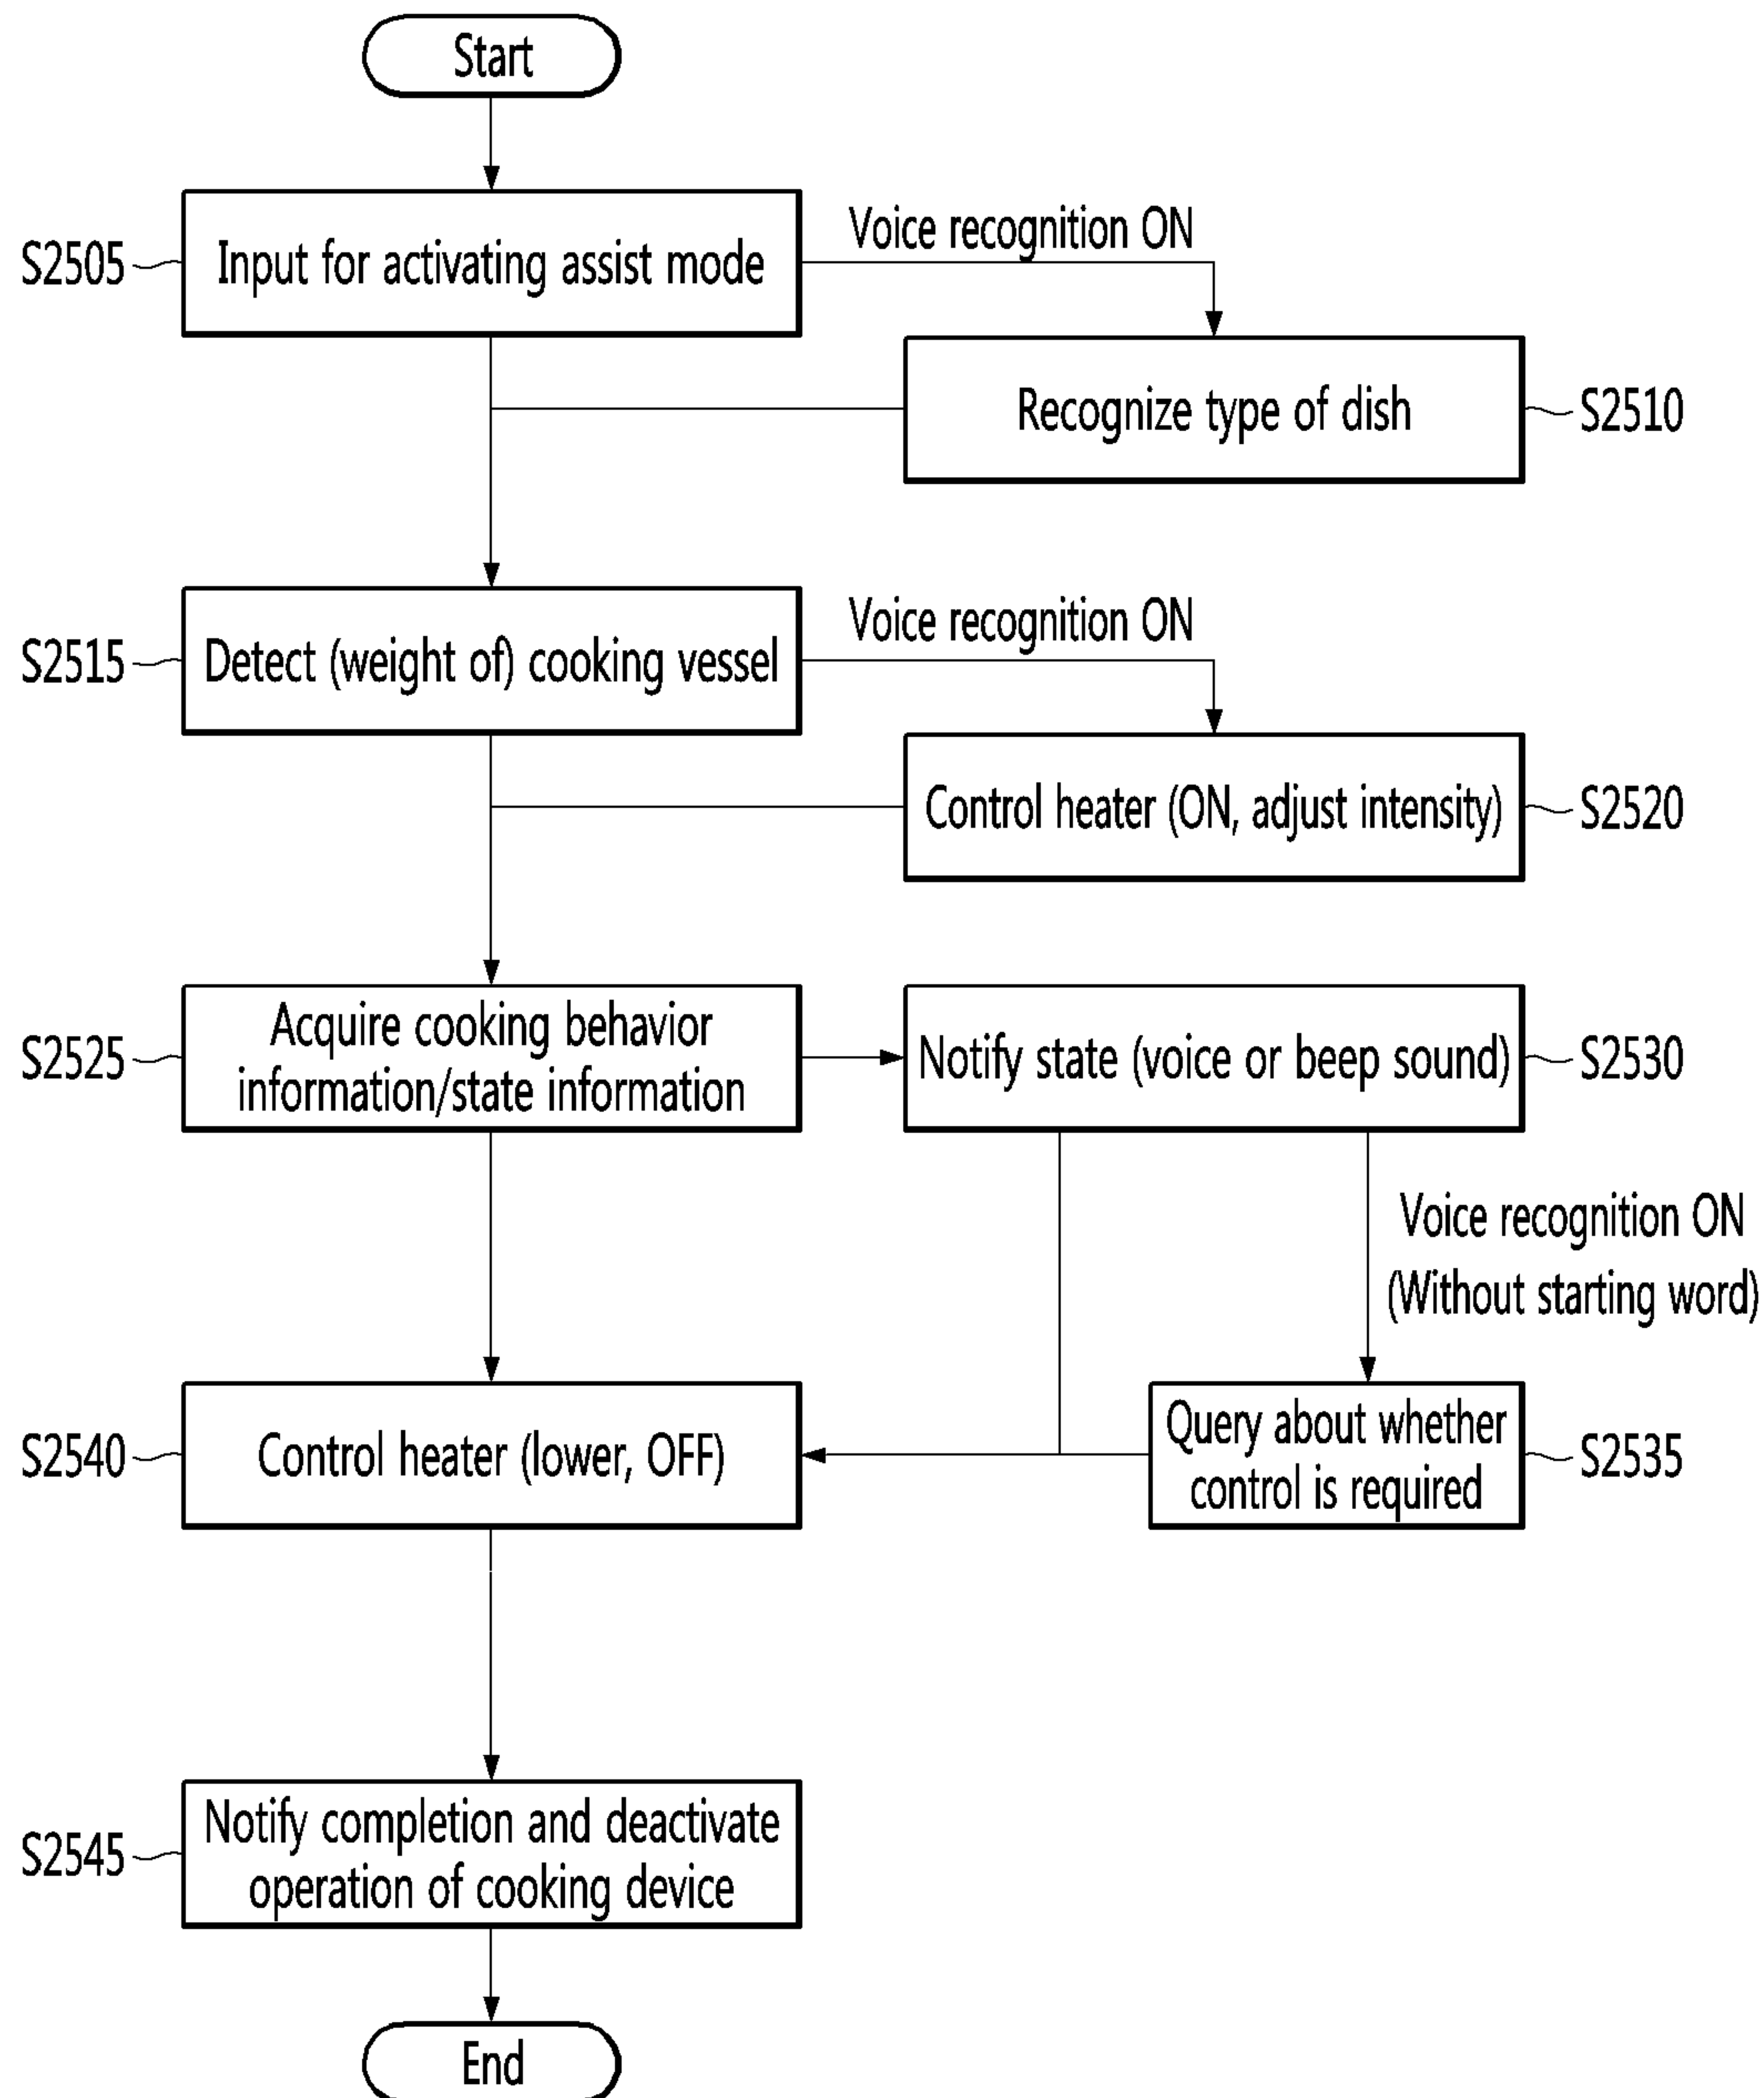 Start
Voice recognition ON
S2505
Input for activating assist mode
Recognize type of dish
S2510
Voice recognition ON
S2515
Detect (weight of) cooking vessel
Control heater (ON, adjust intensity)
S2520
S2525
Acquire cooking behavior
information/state information
Notify state (voice or beep sound)
S2530
Voice recognition ON
(Without starting word)
S2540
Control heater (lower, OFF)
Query about whether
control is required
S2535
S2545
Notify completion and deactivate
operation of cooking device
End